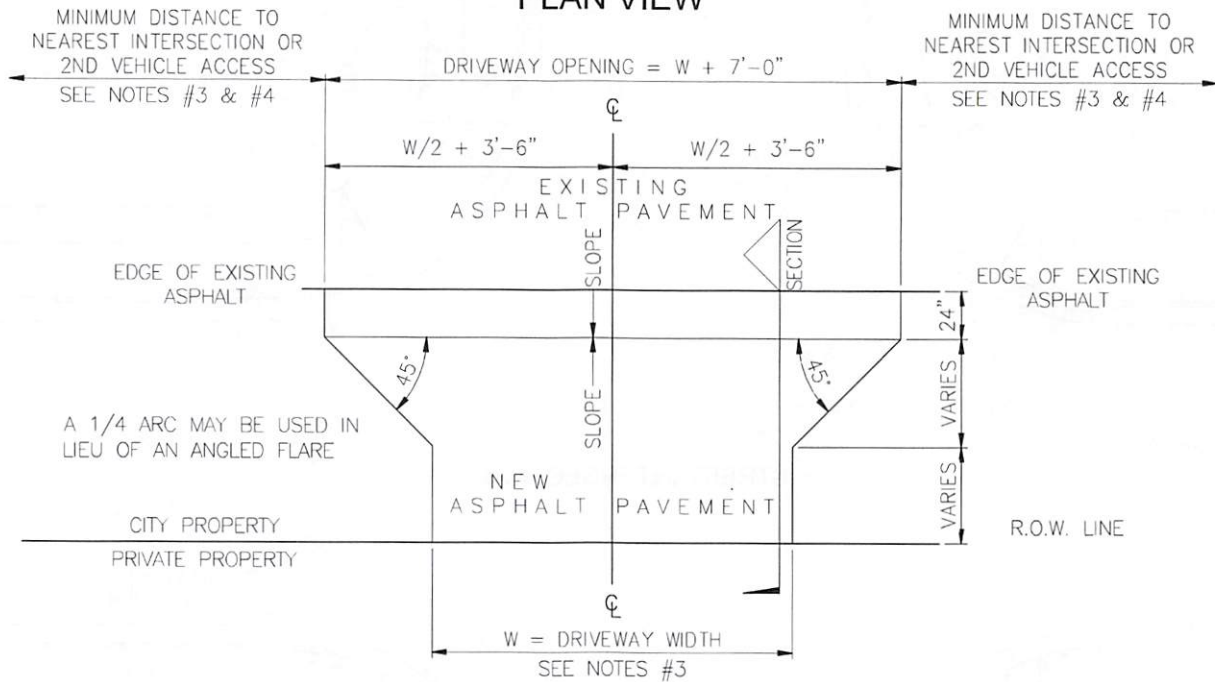 PLAN VIEW
MINIMUM DISTANCE TO
NEAREST INTERSECTION OR
2ND VEHICLE ACCESS
SEE NOTES #3 & #4
DRIVEWAY OPENING = W + 7'-0"
MINIMUM DISTANCE TO
NEAREST INTERSECTION OR
2ND VEHICLE ACCESS
SEE NOTES #3 & #4
℄
W/2 + 3'-6"
W/2 + 3'-6"
EXISTING
ASPHALT PAVEMENT
SLOPE
SECTION
EDGE OF EXISTING
ASPHALT
EDGE OF EXISTING
ASPHALT
24"
45°
45°
SLOPE
VARIES
A 1/4 ARC MAY BE USED IN
LIEU OF AN ANGLED FLARE
NEW
ASPHALT PAVEMENT
VARIES
CITY PROPERTY
R.O.W. LINE
PRIVATE PROPERTY
℄
W = DRIVEWAY WIDTH
SEE NOTES #3